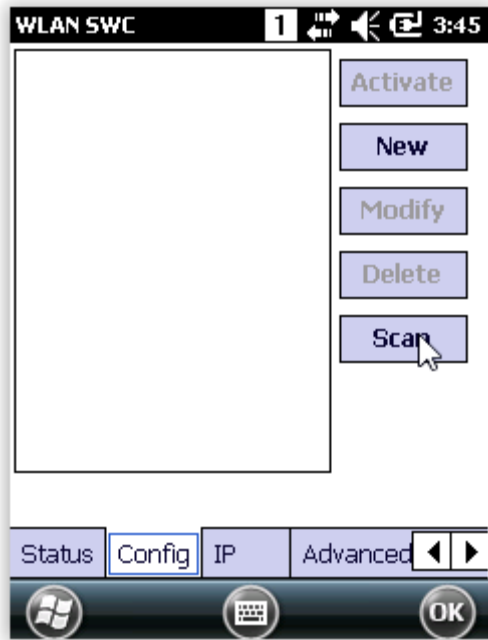 WLAN SWC 1 3:45
Activate
New
Modify
Delete
Scan
Status Config IP Advanced
OK